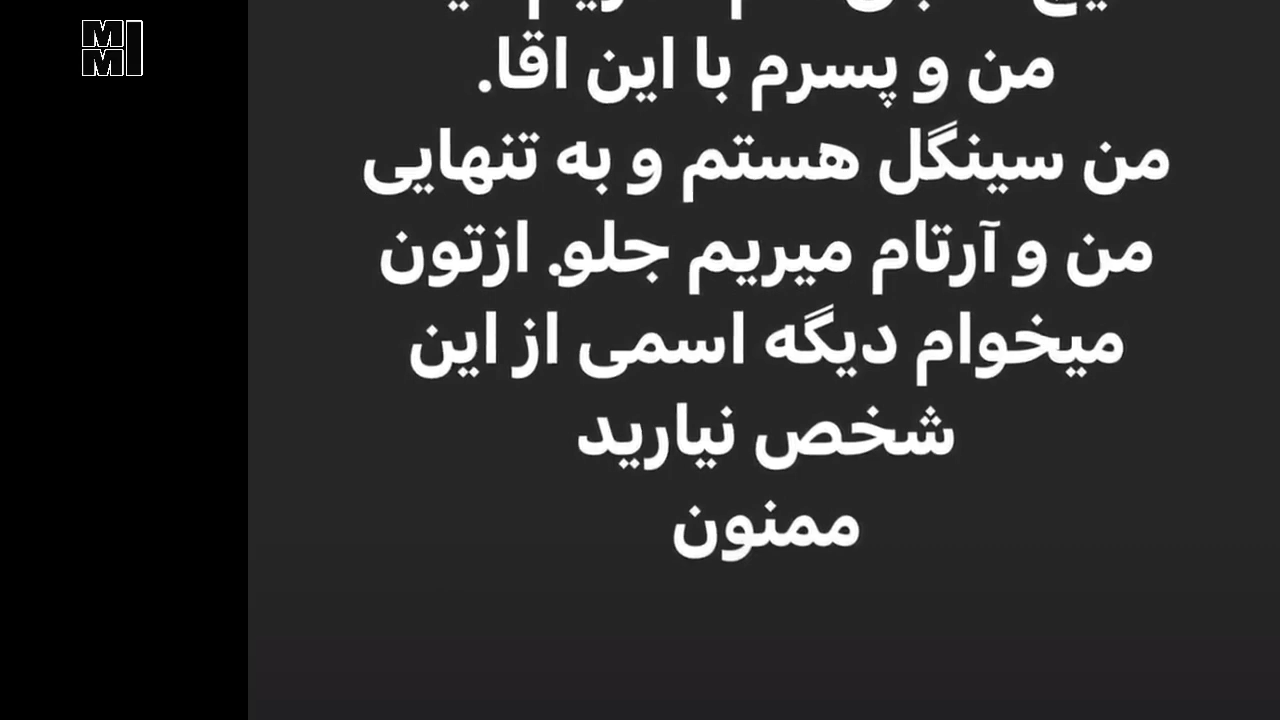 MMI
من و پسرم با این اقا.
من سینگل هستم و به تنهایی
من و آرتام میریم جلو. ازتون
میخوام دیگه اسمی از این
شخص نیارید
ممنون